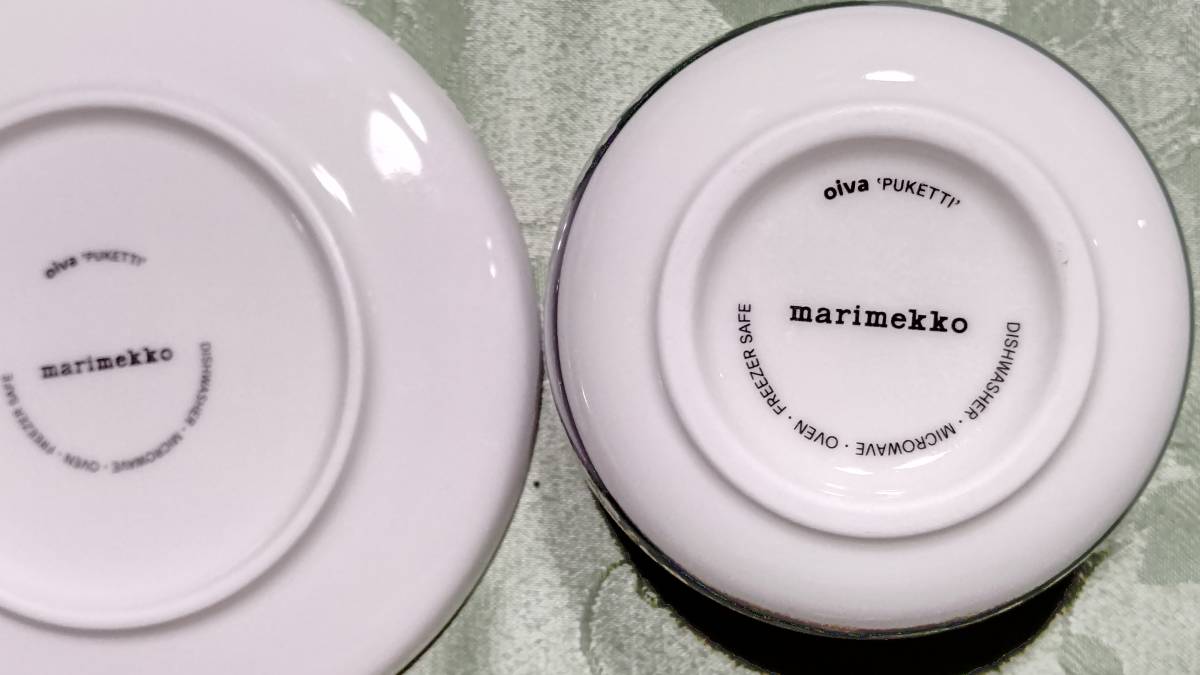 oiva 'PUKETTI'
marimekko
DISHWASHER · MICROWAVE · OVEN · FREEZER SAFE
oiva 'PUKETTI'
marimekko
DISHWASHER · MICROWAVE · OVEN · FREEZER SAFE